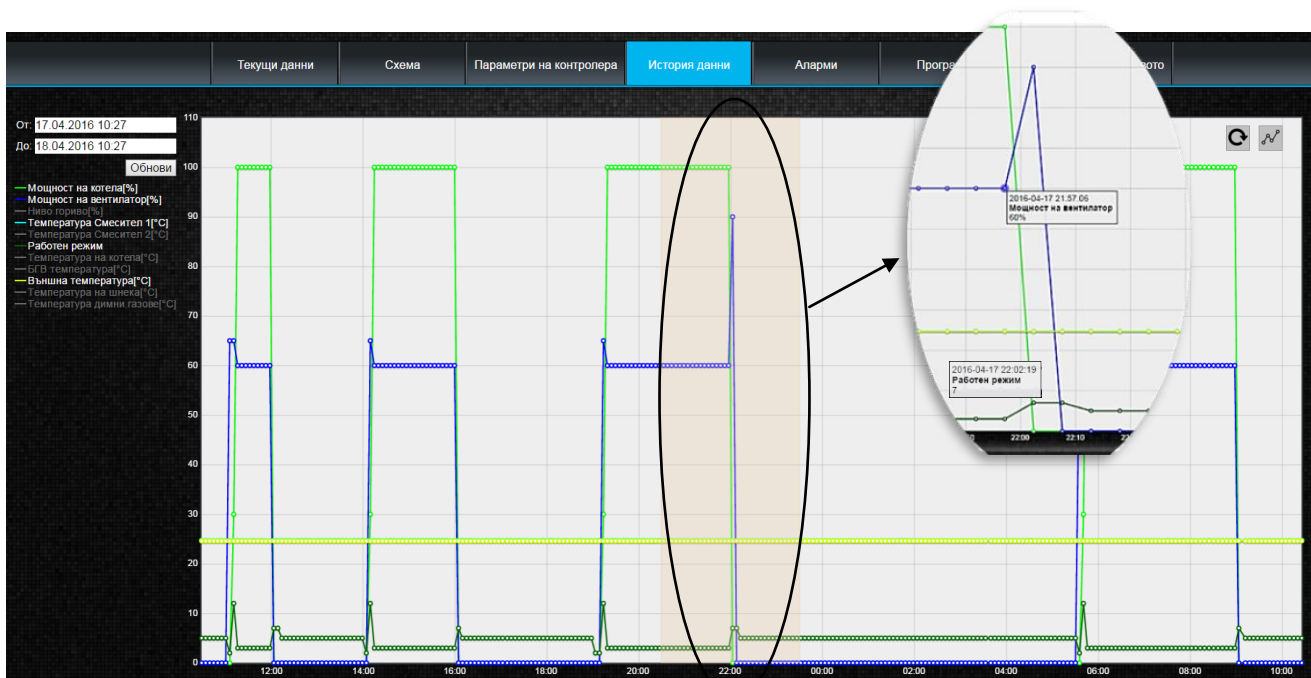 Текущи данни
Схема
Параметри на контролера
История данни
Аларми
От: 17.04.2016 10:27
До: 18.04.2016 10:27
Обнови
Мощност на котела[%]
Мощност на вентилатор[%]
Ниво гориво[%]
Температура Смесител 1[°C]
Температура Смесител 2[°C]
Работен режим
Температура на котела[°C]
БГВ температура[°C]
Външна температура[°C]
Температура на шнека[°C]
Температура димни газове[°C]
110
100
90
80
70
60
50
40
30
20
10
0
12:00 14:00 16:00 18:00 20:00 22:00 00:00 02:00 04:00 06:00 08:00 10:00
2016-04-17 21:57:06
Мощност на вентилатор
60%
2016-04-17 22:02:19
Работен режим
7
22:00 22:10